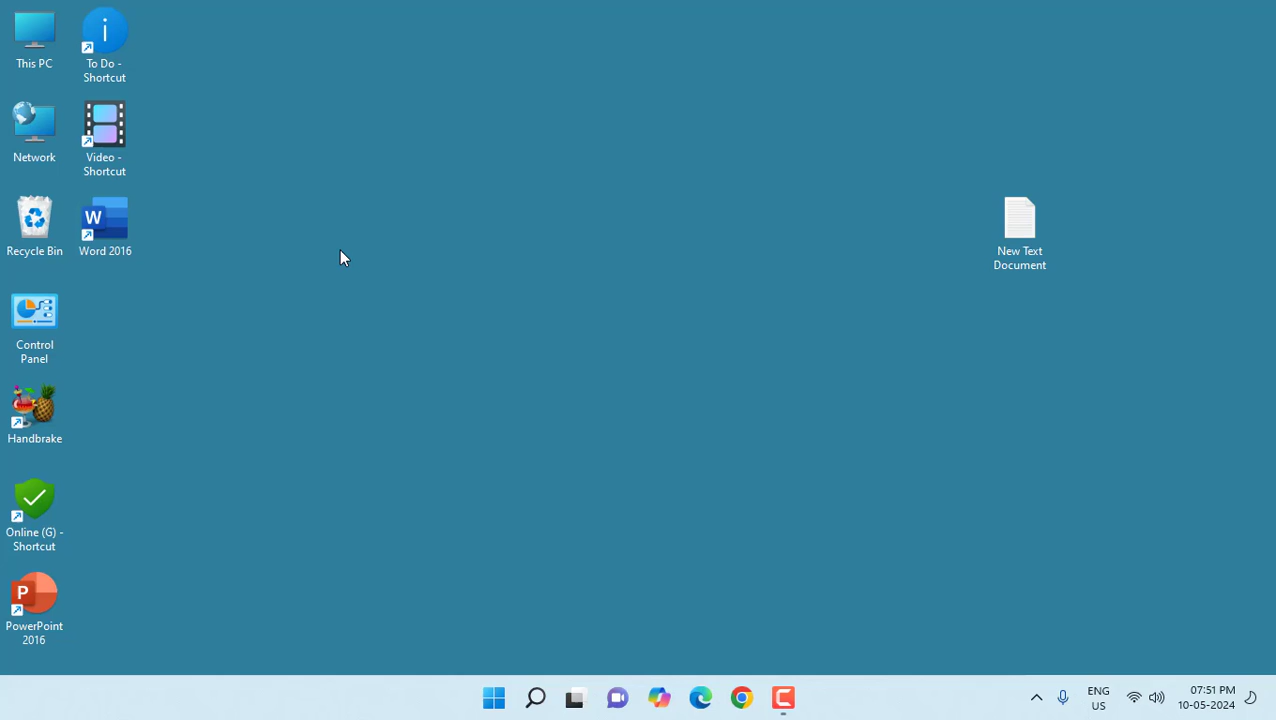 This PC
To Do -
Shortcut
Network
Video -
Shortcut
Recycle Bin
Word 2016
New Text
Document
Control
Panel
Handbrake
Online (G) -
Shortcut
PowerPoint
2016
ENG
US
07:51 PM
10-05-2024